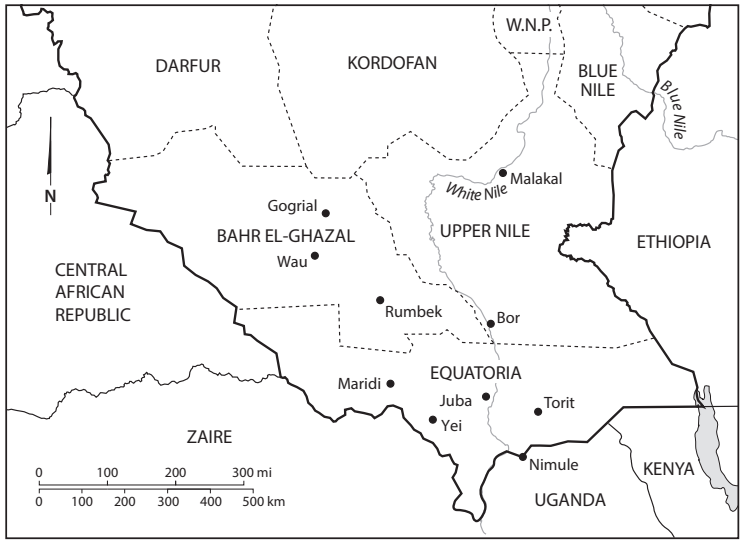 W.N.P.
DARFUR
KORDOFAN
BLUE
NILE
Blue Nile
N
Malakal
White Nile
Gogrial
BAHR EL-GHAZAL
UPPER NILE
Wau
ETHIOPIA
CENTRAL
AFRICAN
REPUBLIC
Rumbek
Bor
EQUATORIA
Maridi
Juba
Torit
Yei
ZAIRE
Nimule
KENYA
UGANDA
0 100 200 300 mi
0 100 200 300 400 500 km